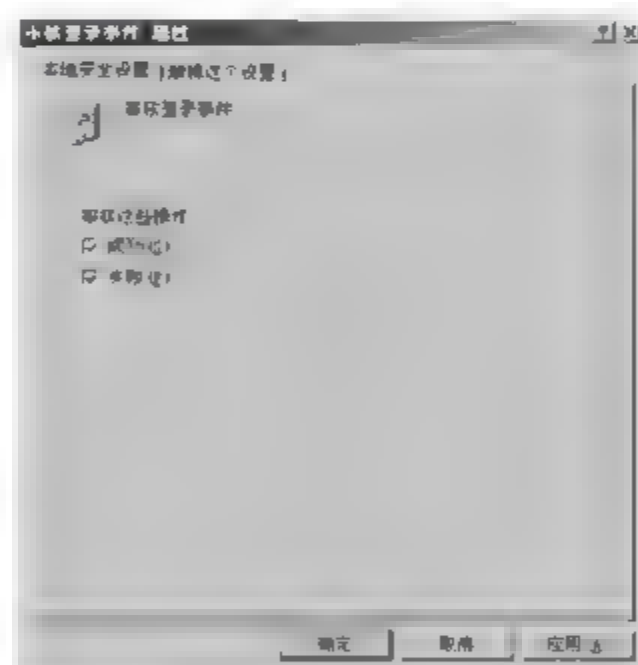 审核登录事件 属性
本地安全设置 解释这个设置
审核登录事件
审核这些操作
成功(S)
失败(F)
确定 取消 应用(A)